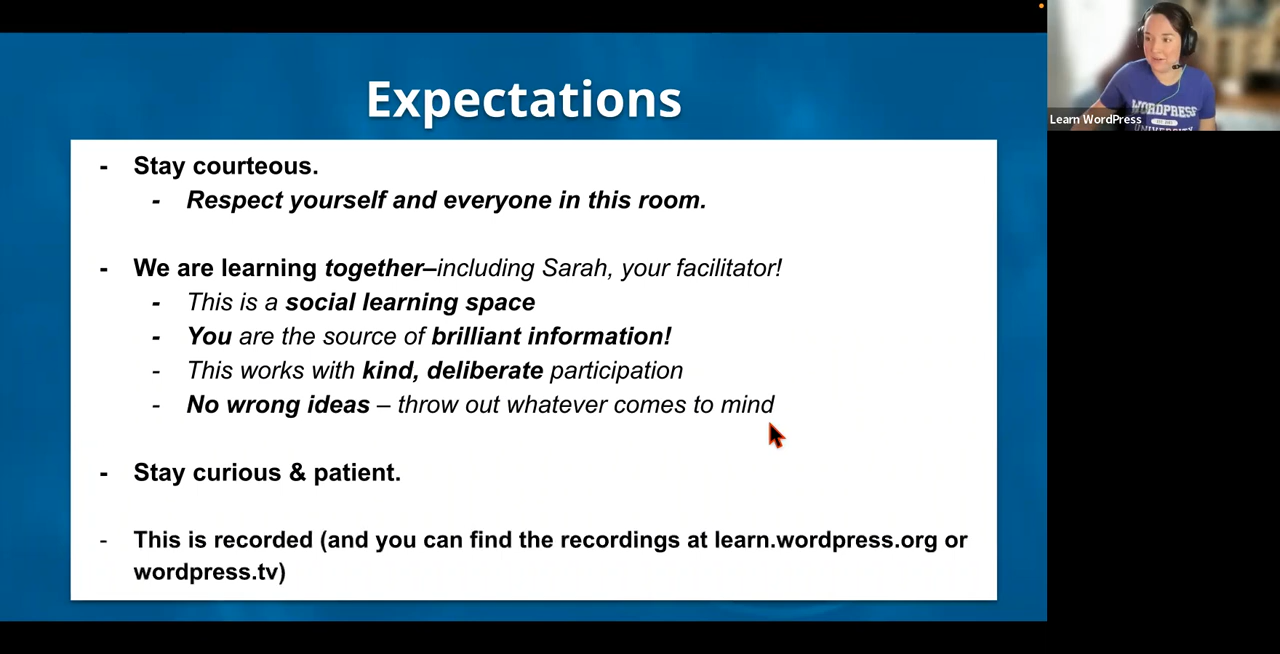 Expectations
- Stay courteous.
- Respect yourself and everyone in this room.
- We are learning together–including Sarah, your facilitator!
- This is a social learning space
- You are the source of brilliant information!
- This works with kind, deliberate participation
- No wrong ideas – throw out whatever comes to mind
- Stay curious & patient.
- This is recorded (and you can find the recordings at learn.wordpress.org or
wordpress.tv)
WORDPRESS
UNIVERSITY
Learn WordPress